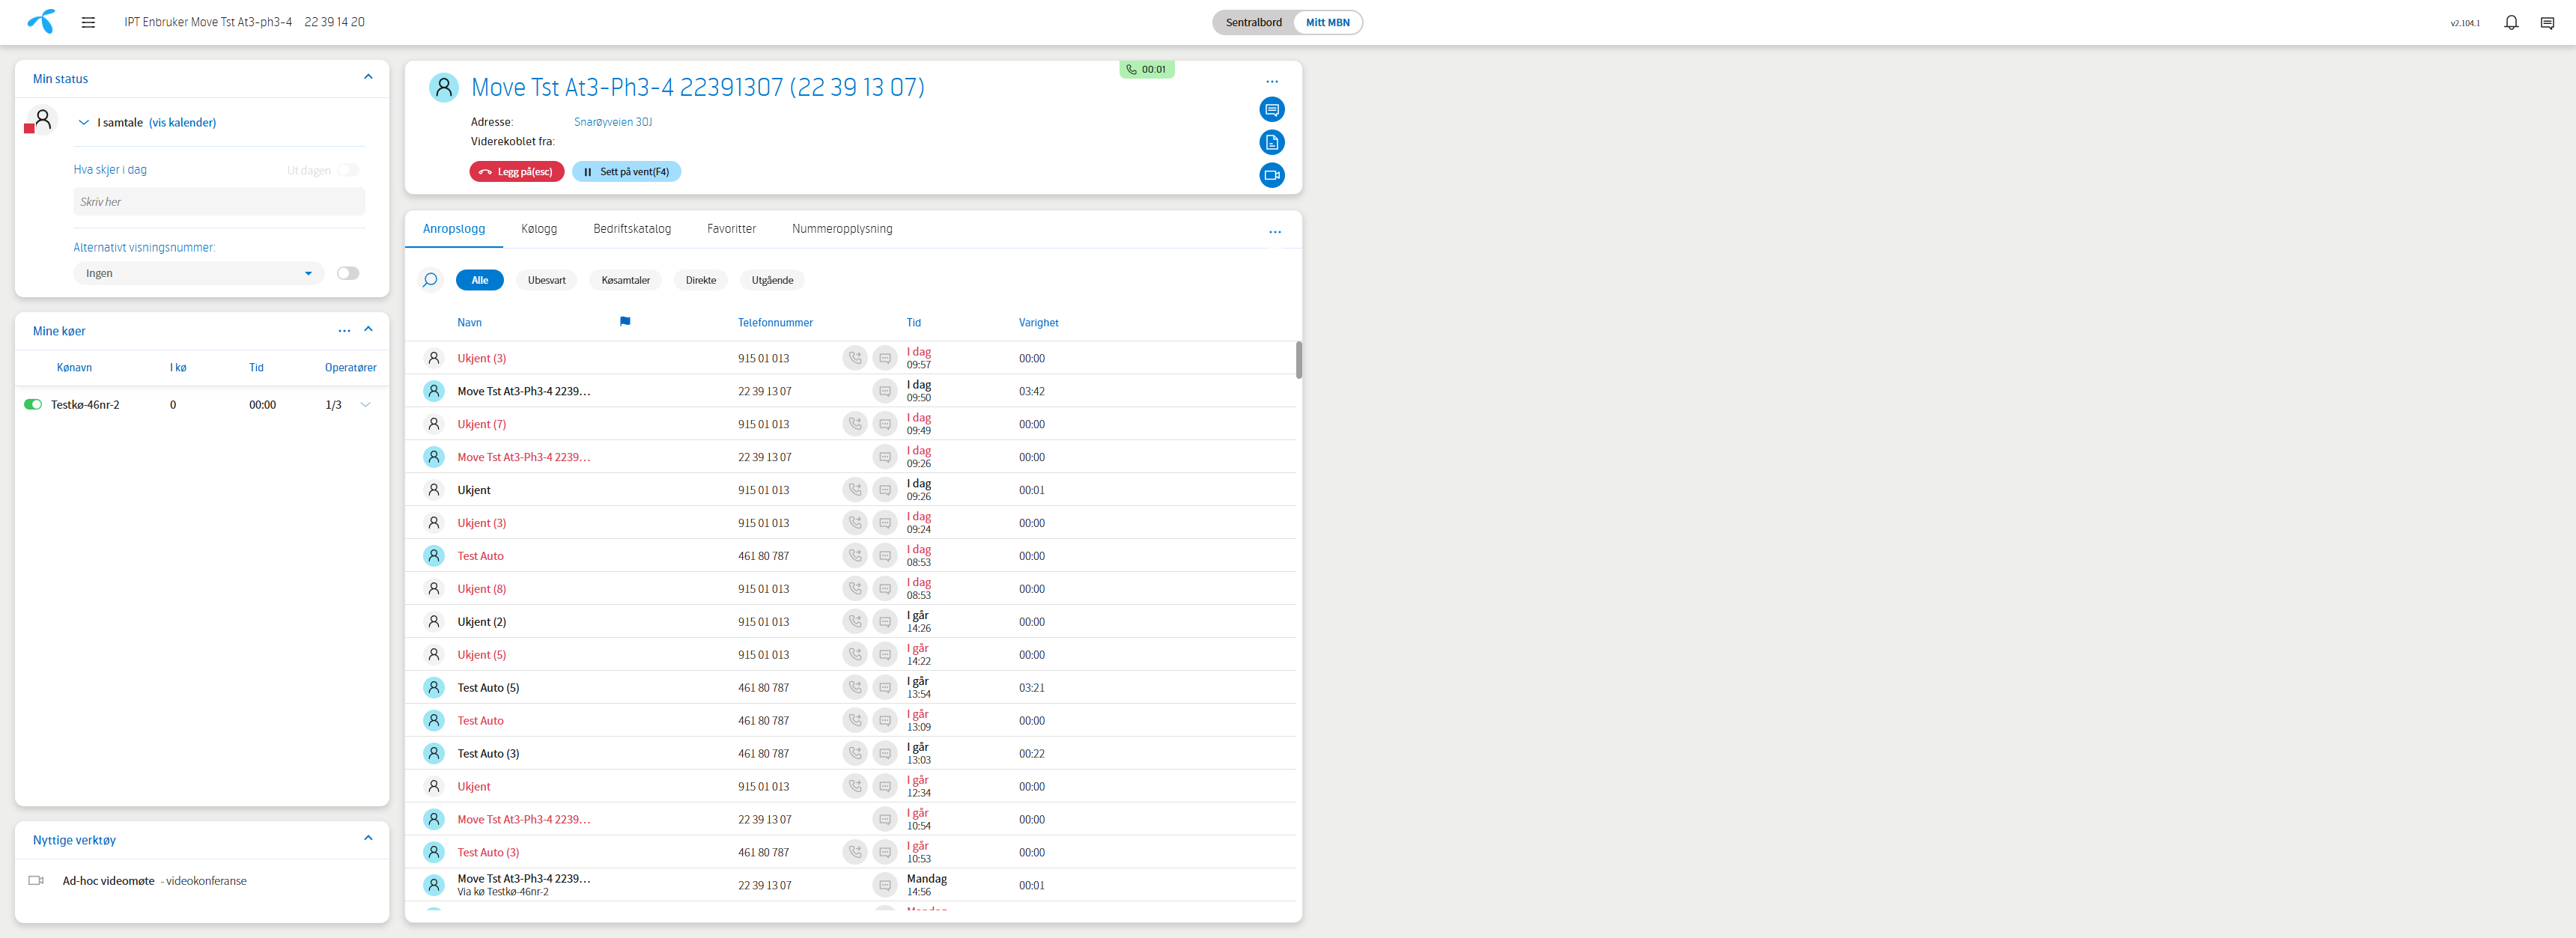 IPT Enbruker Move Tst At3-ph3-4 22 39 14 20
Sentralbord Mitt MBN
v2.104.1
Min status
I samtale (vis kalender)
Hva skjer i dag Ut dagen
Skriv her
Alternativt visningsnummer:
Ingen
Mine køer
Kønavn I kø Tid Operatører
Testkø-46nr-2 0 00:00 1/3
Nyttige verktøy
Ad-hoc videomøte - videokonferanse
00:01
Move Tst At3-Ph3-4 22391307 (22 39 13 07)
Adresse: Snarøyveien 30J
Viderekoblet fra:
Legg på(esc) Sett på vent(F4)
Anropslogg Kølogg Bedriftskatalog Favoritter Nummeropplysning
Alle Ubesvart Køsamtaler Direkte Utgående
Navn Telefonnummer Tid Varighet
Ukjent (3) 915 01 013 I dag 09:57 00:00
Move Tst At3-Ph3-4 2239... 22 39 13 07 I dag 09:50 03:42
Ukjent (7) 915 01 013 I dag 09:49 00:00
Move Tst At3-Ph3-4 2239... 22 39 13 07 I dag 09:26 00:00
Ukjent 915 01 013 I dag 09:26 00:01
Ukjent (3) 915 01 013 I dag 09:24 00:00
Test Auto 461 80 787 I dag 08:53 00:00
Ukjent (8) 915 01 013 I dag 08:53 00:00
Ukjent (2) 915 01 013 I går 14:26 00:00
Ukjent (5) 915 01 013 I går 14:22 00:00
Test Auto (5) 461 80 787 I går 13:54 03:21
Test Auto 461 80 787 I går 13:09 00:00
Test Auto (3) 461 80 787 I går 13:03 00:22
Ukjent 915 01 013 I går 12:34 00:00
Move Tst At3-Ph3-4 2239... 22 39 13 07 I går 10:54 00:00
Test Auto (3) 461 80 787 I går 10:53 00:00
Move Tst At3-Ph3-4 2239... 22 39 13 07 Mandag 14:56 00:01
Via kø Testkø-46nr-2